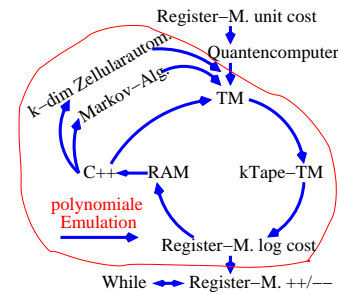 Register−M. unit cost
Quantencomputer
k−dim Zellularautom.
Markov−Alg.
TM
C++
RAM
kTape−TM
polynomiale
Emulation
Register−M. log cost
While
Register−M. ++/−−